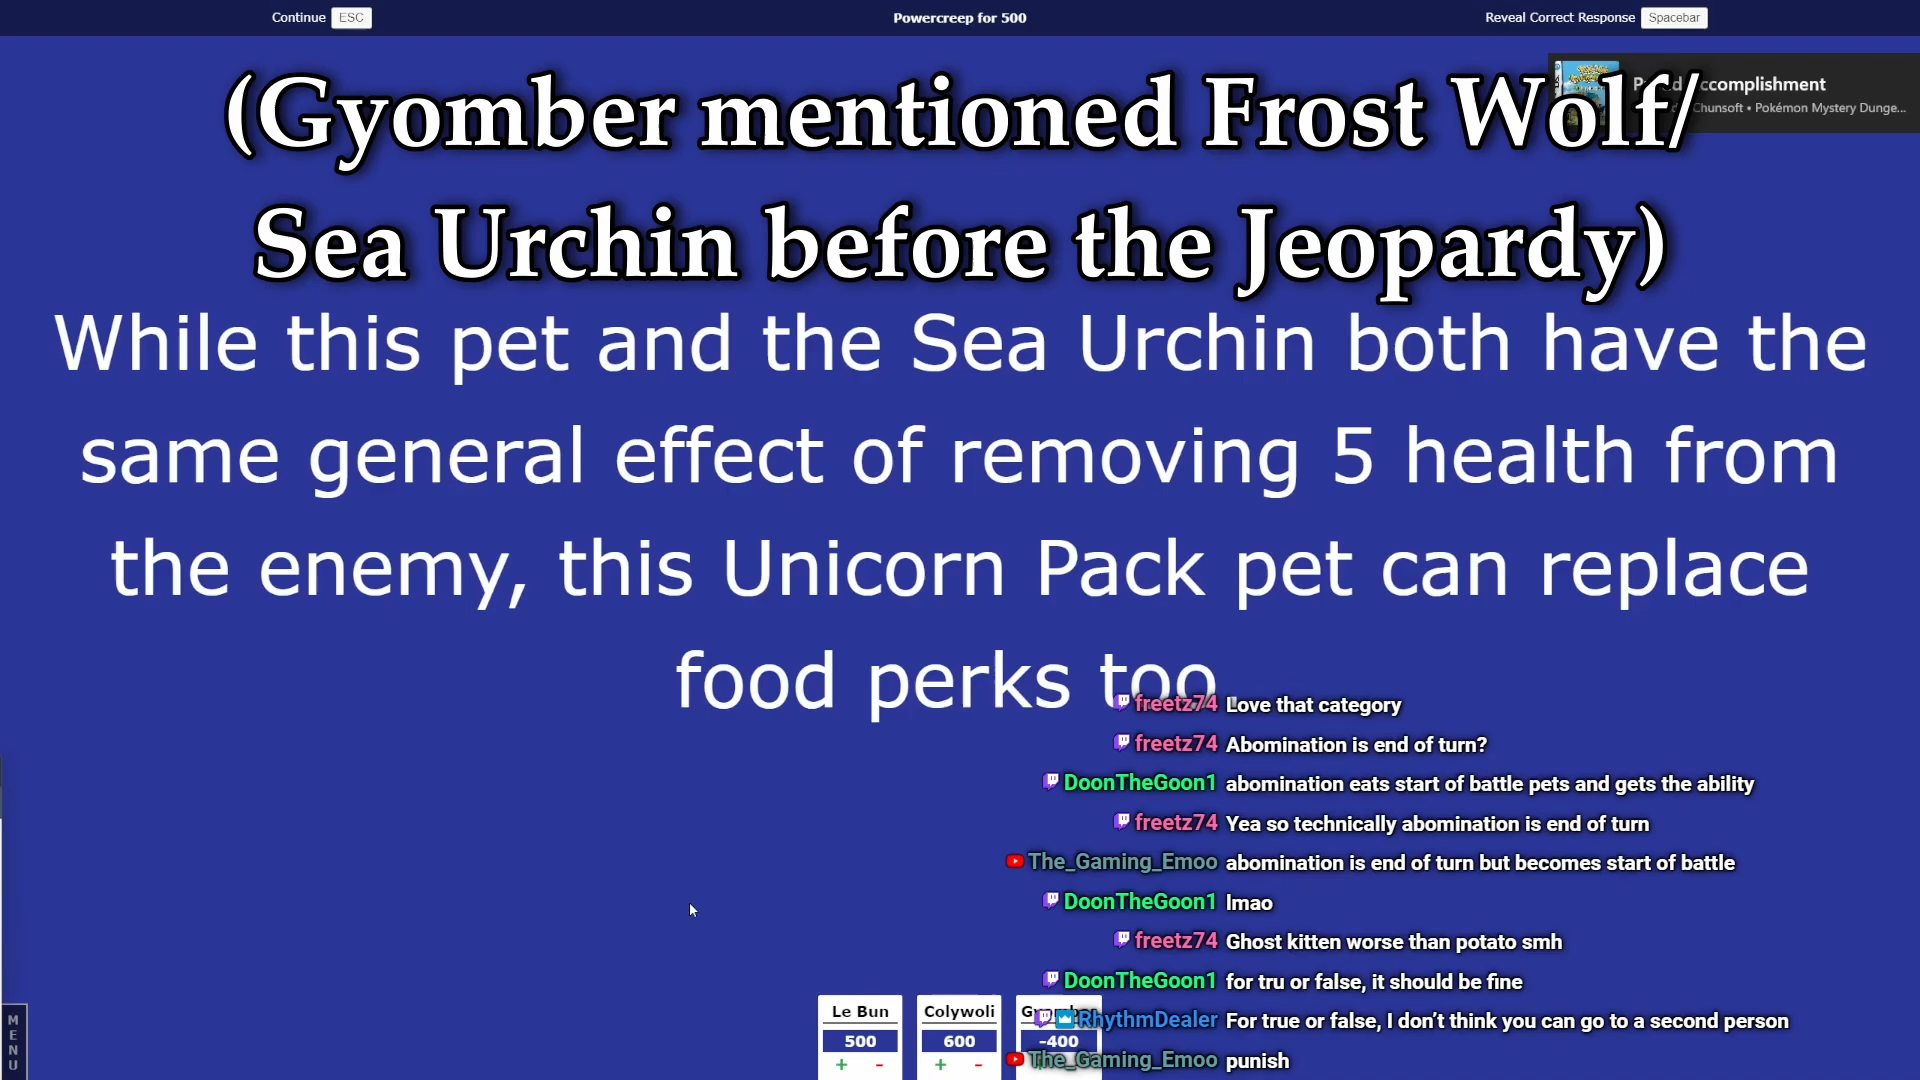 Continue ESC
Powercreep for 500
Reveal Correct Response Spacebar
(Gyomber mentioned Frost Wolf/
Sea Urchin before the Jeopardy)
Chunsoft • Pokémon Mystery Dunge...
While this pet and the Sea Urchin both have the
same general effect of removing 5 health from
the enemy, this Unicorn Pack pet can replace
food perks too
freetz74 Love that category
freetz74 Abomination is end of turn?
DoonTheGoon1 abomination eats start of battle pets and gets the ability
freetz74 Yea so technically abomination is end of turn
The_Gaming_Emoo abomination is end of turn but becomes start of battle
DoonTheGoon1 lmao
freetz74 Ghost kitten worse than potato smh
DoonTheGoon1 for tru or false, it should be fine
RhythmDealer For true or false, I don't think you can go to a second person
The_Gaming_Emoo punish
Le Bun
500
+ -
Colywoli
600
+ -
-400
MENU